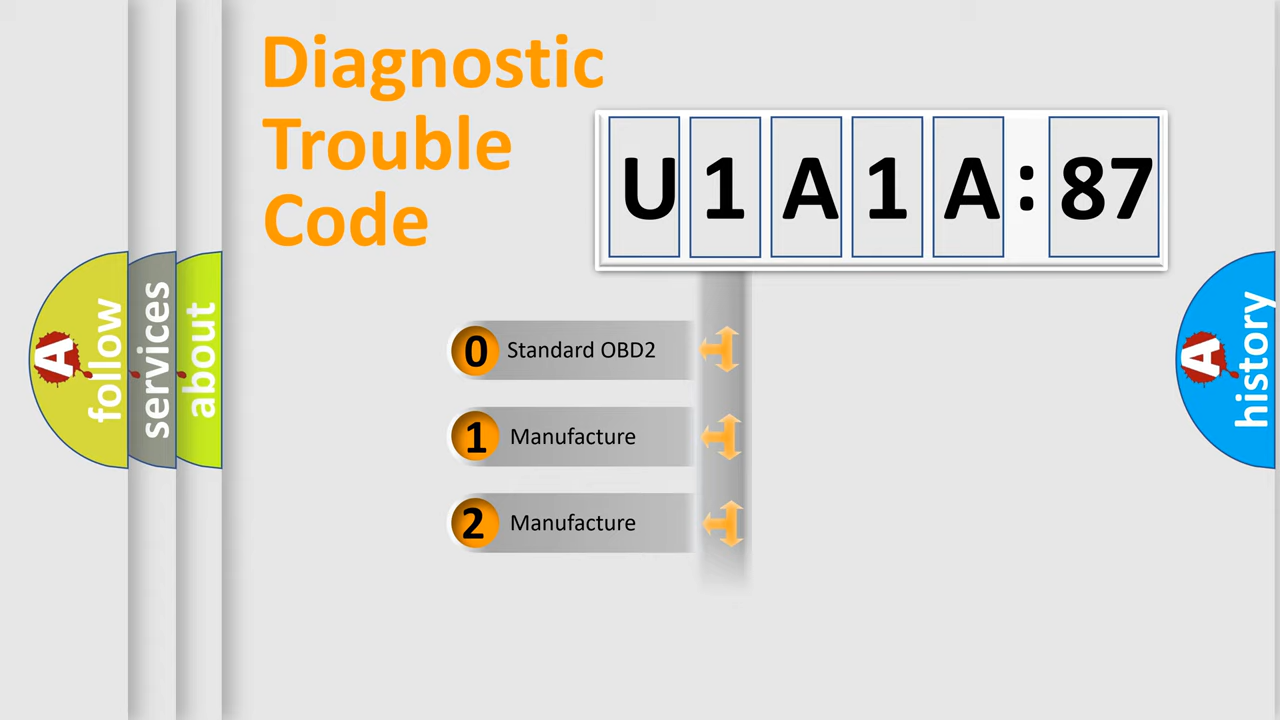 Diagnostic
Trouble
Code
U1A1A:87
0 Standard OBD2
1 Manufacture
2 Manufacture
A follow
services
about
A history